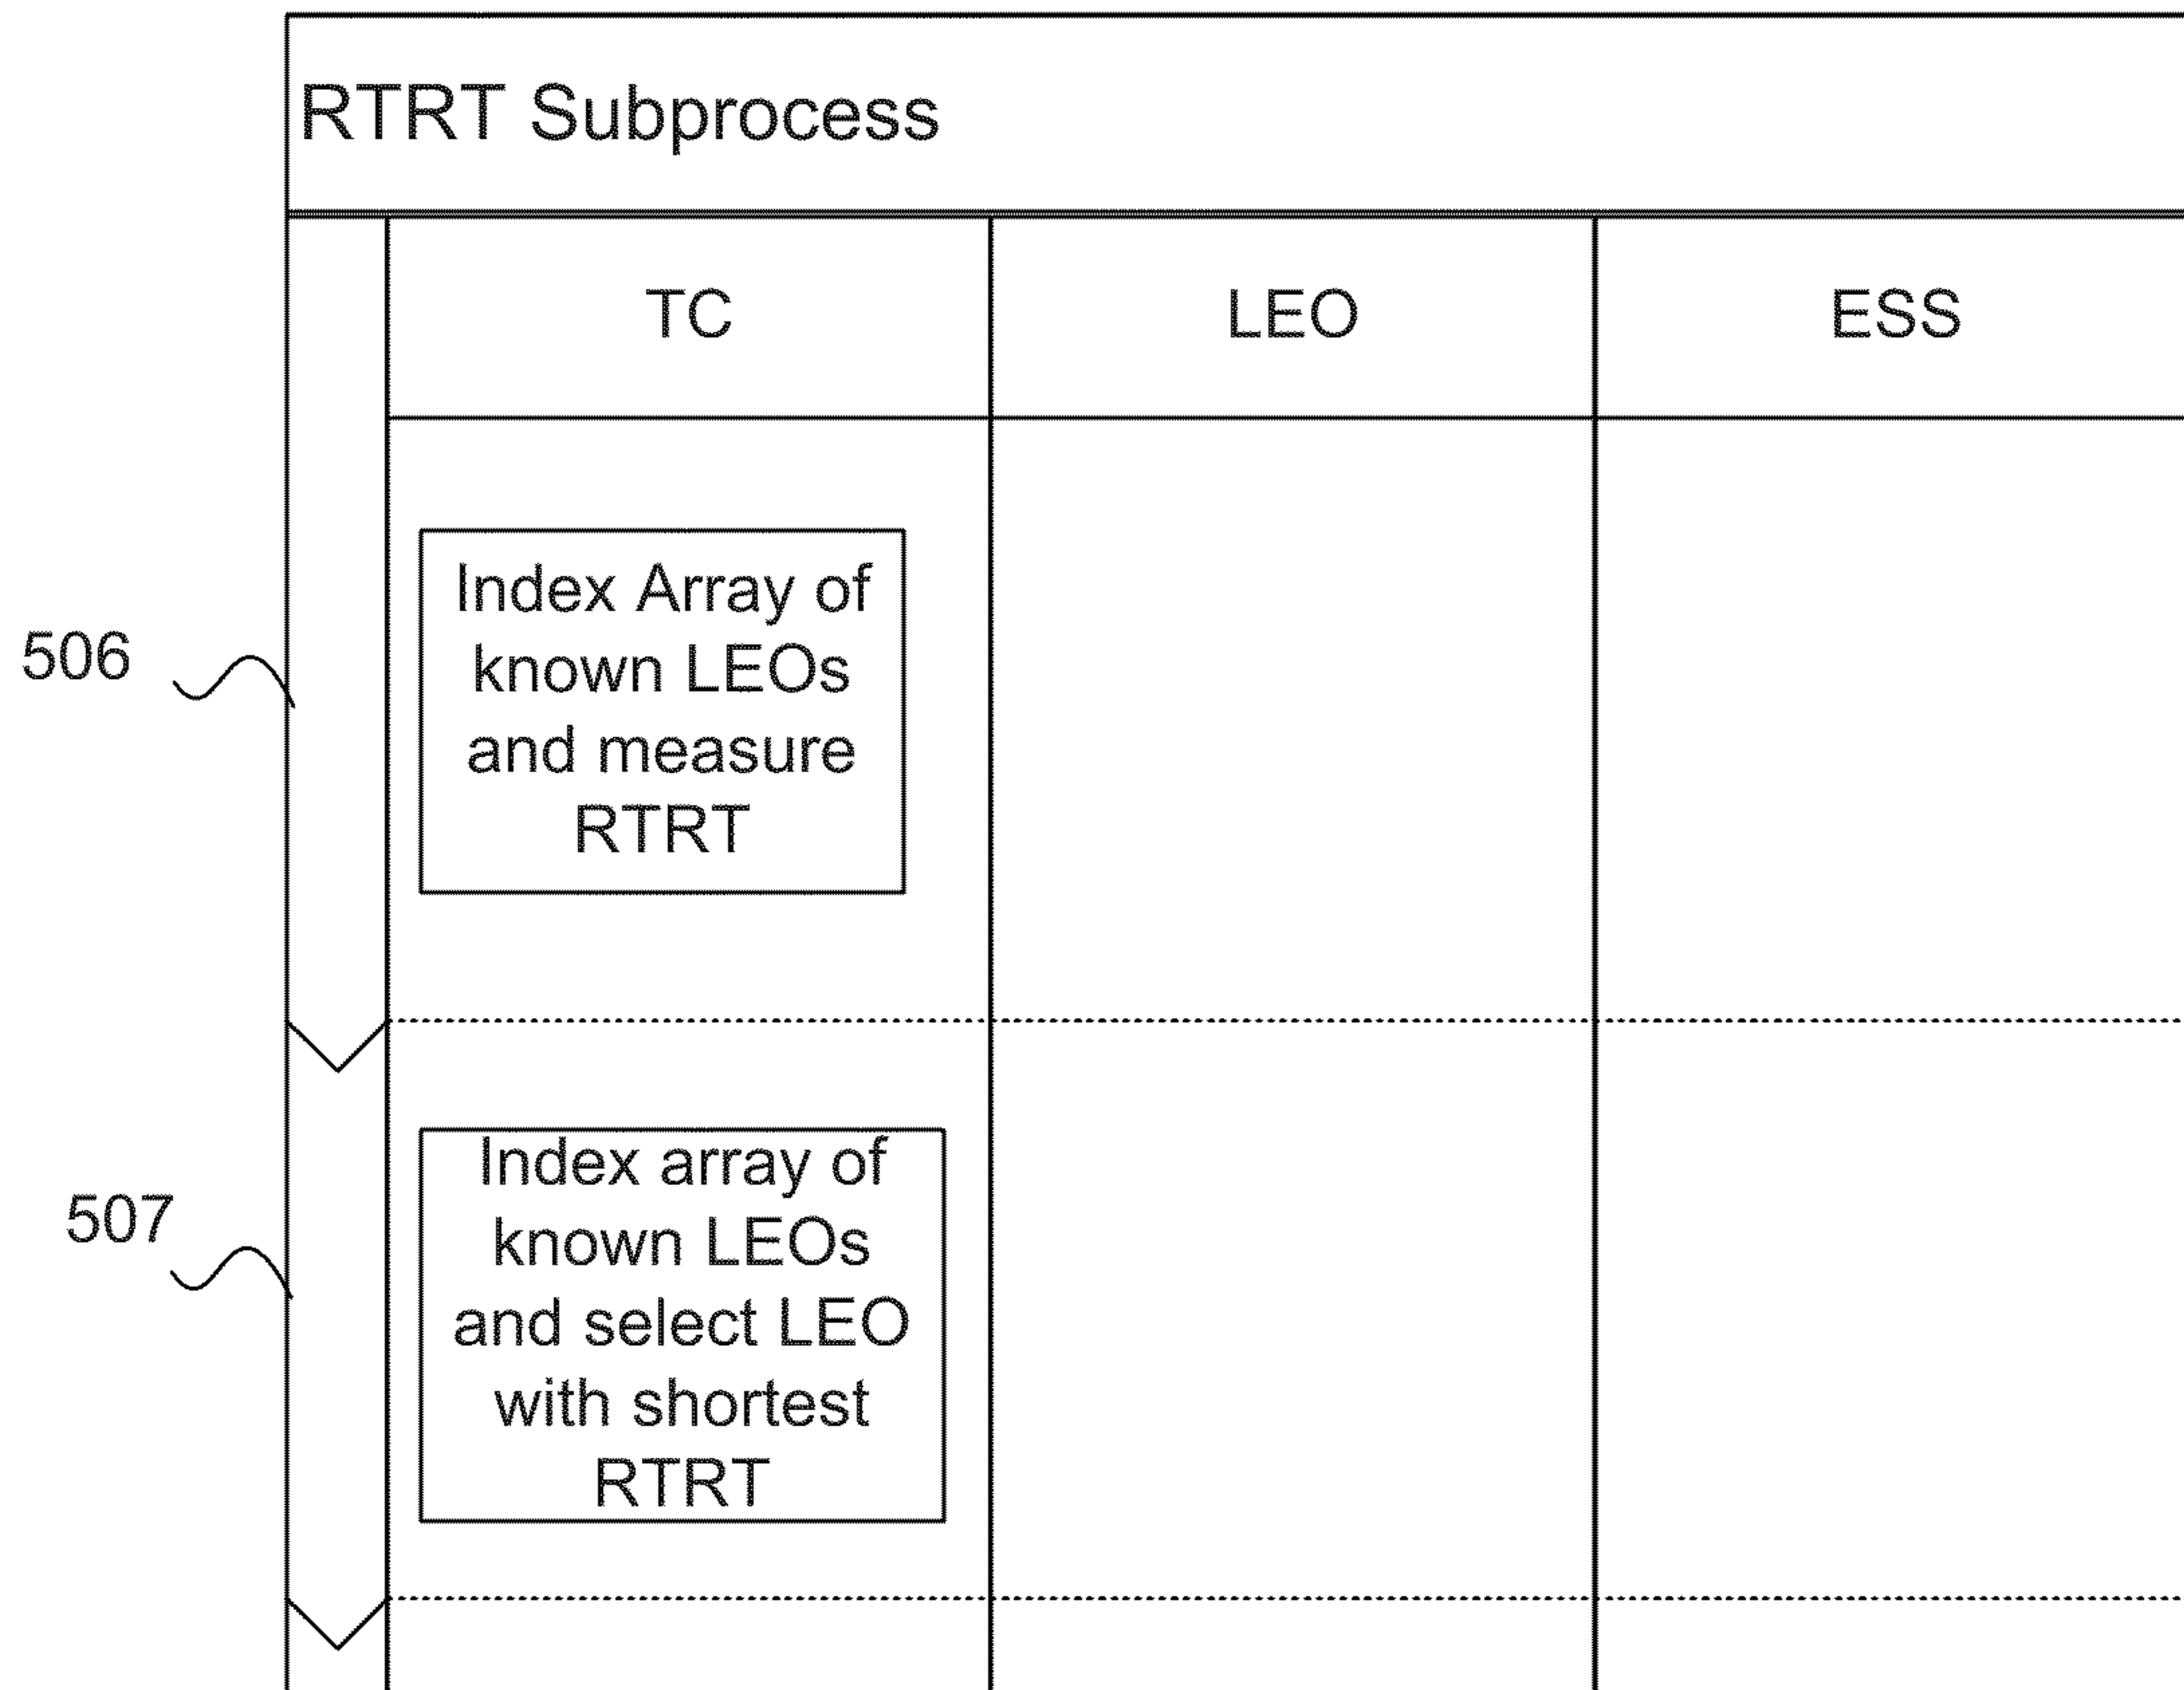 RTRT Subprocess
TC
LEO
ESS
506
Index Array of
known LEOs
and measure
RTRT
507
Index array of
known LEOs
and select LEO
with shortest
RTRT